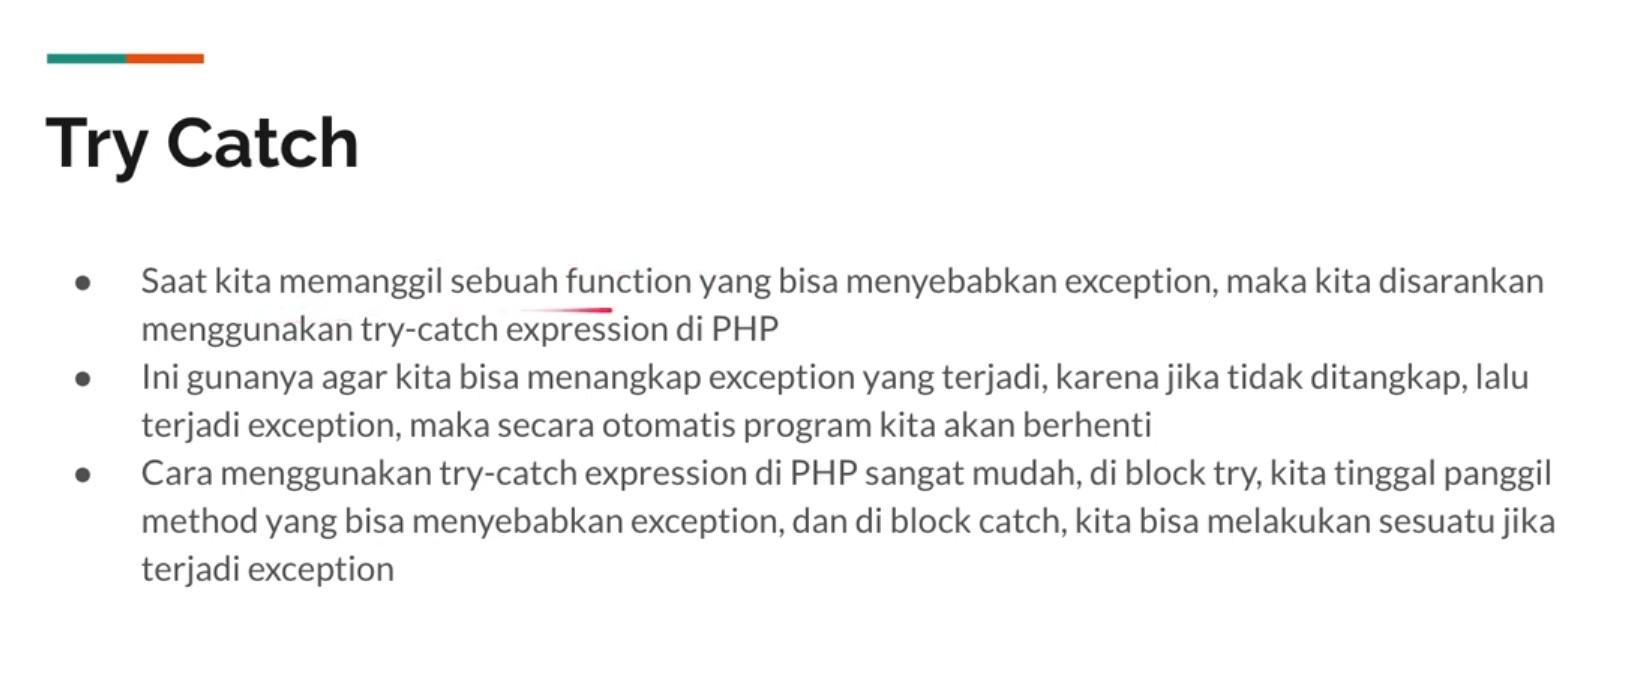 Try Catch
● Saat kita memanggil sebuah function yang bisa menyebabkan exception, maka kita disarankan
menggunakan try-catch expression di PHP
● Ini gunanya agar kita bisa menangkap exception yang terjadi, karena jika tidak ditangkap, lalu
terjadi exception, maka secara otomatis program kita akan berhenti
● Cara menggunakan try-catch expression di PHP sangat mudah, di block try, kita tinggal panggil
method yang bisa menyebabkan exception, dan di block catch, kita bisa melakukan sesuatu jika
terjadi exception